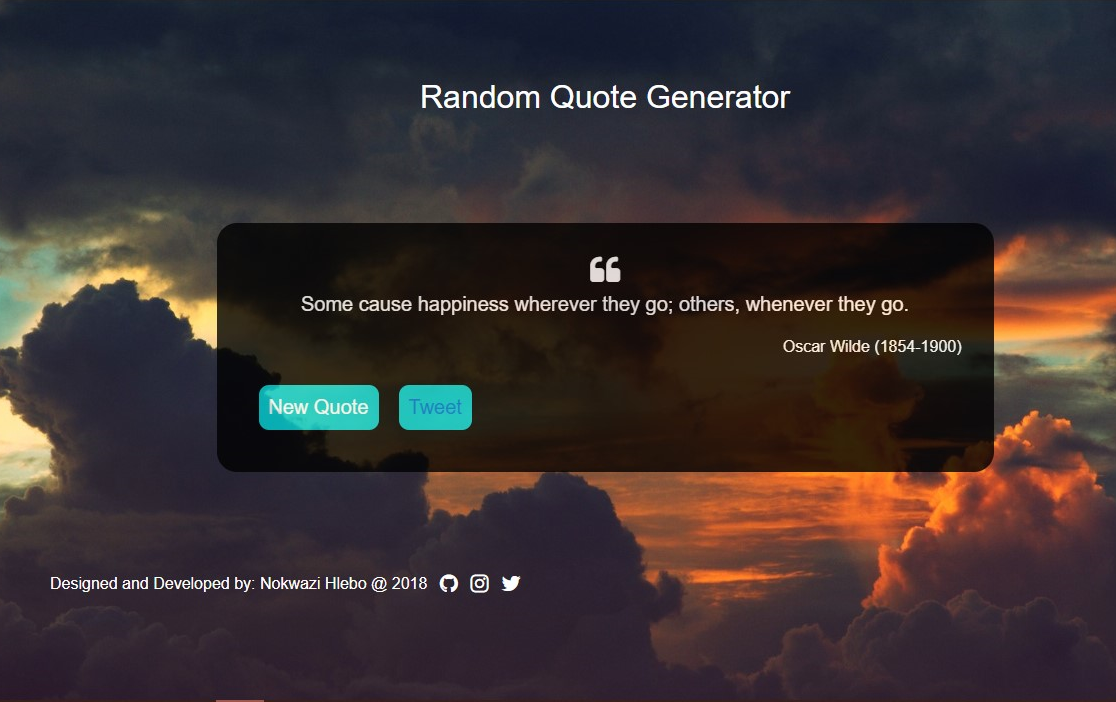 Random Quote Generator
Some cause happiness wherever they go; others, whenever they go.
Oscar Wilde (1854-1900)
New Quote Tweet
Designed and Developed by: Nokwazi Hlebo @ 2018